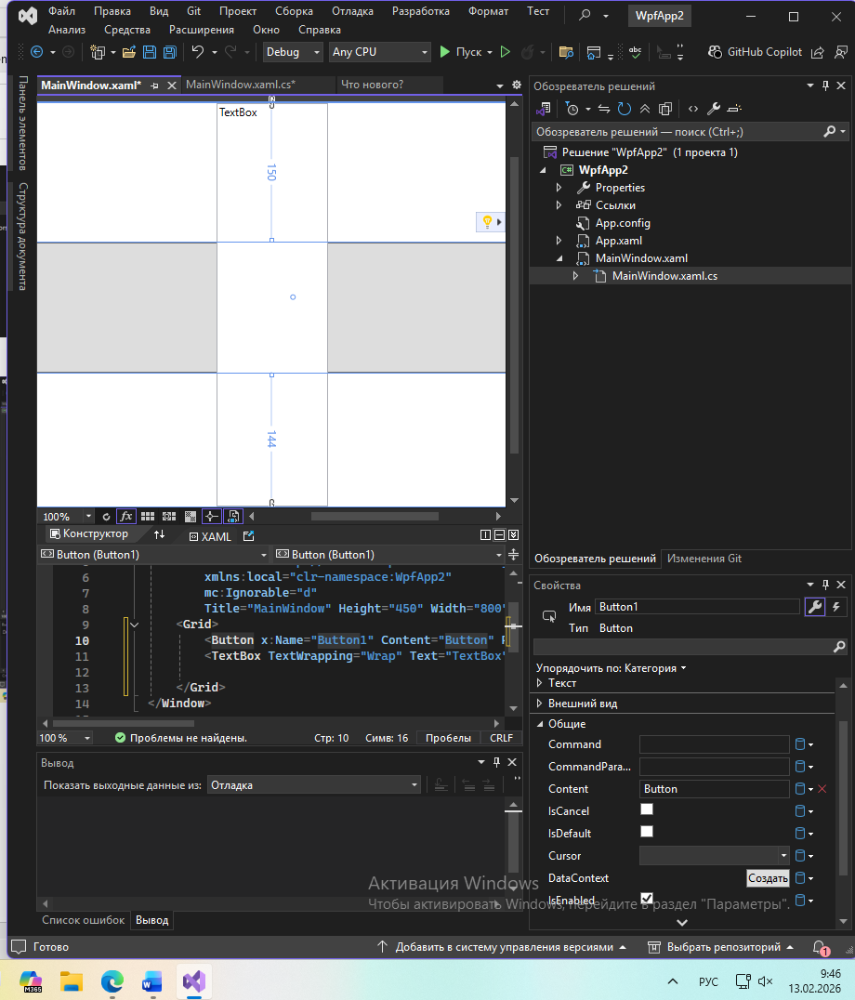 Файл Правка Вид Git Проект Сборка Отладка Разработка Формат Тест WpfApp2
Анализ Средства Расширения Окно Справка
Debug Any CPU Пуск GitHub Copilot
Панель элементов
Структура документа
MainWindow.xaml* MainWindow.xaml.cs* Что нового?
TextBox
150
144
100%
Конструктор XAML
Button (Button1) Button (Button1)
6 xmlns:local="clr-namespace:WpfApp2"
7 mc:Ignorable="d"
8 Title="MainWindow" Height="450" Width="800"
9 <Grid>
10 <Button x:Name="Button1" Content="Button"
11 <TextBox TextWrapping="Wrap" Text="TextBox"
12
13 </Grid>
14 </Window>
100 % Проблемы не найдены. Стр: 10 Симв: 16 Пробелы CRLF
Вывод
Показать выходные данные из: Отладка
Список ошибок Вывод
Обозреватель решений
Обозреватель решений — поиск (Ctrl+;)
Решение "WpfApp2" (1 проекта 1)
C# WpfApp2
Properties
Ссылки
App.config
App.xaml
MainWindow.xaml
MainWindow.xaml.cs
Обозреватель решений Изменения Git
Свойства
Имя Button1
Тип Button
Упорядочить по: Категория
Текст
Внешний вид
Общие
Command
CommandPara...
Content Button
IsCancel
IsDefault
Cursor
DataContext Создать
IsEnabled
Активация Windows
Чтобы активировать Windows, перейдите в раздел "Параметры".
Готово Добавить в систему управления версиями Выбрать репозиторий 1
M365 РУС 9:46
13.02.2026